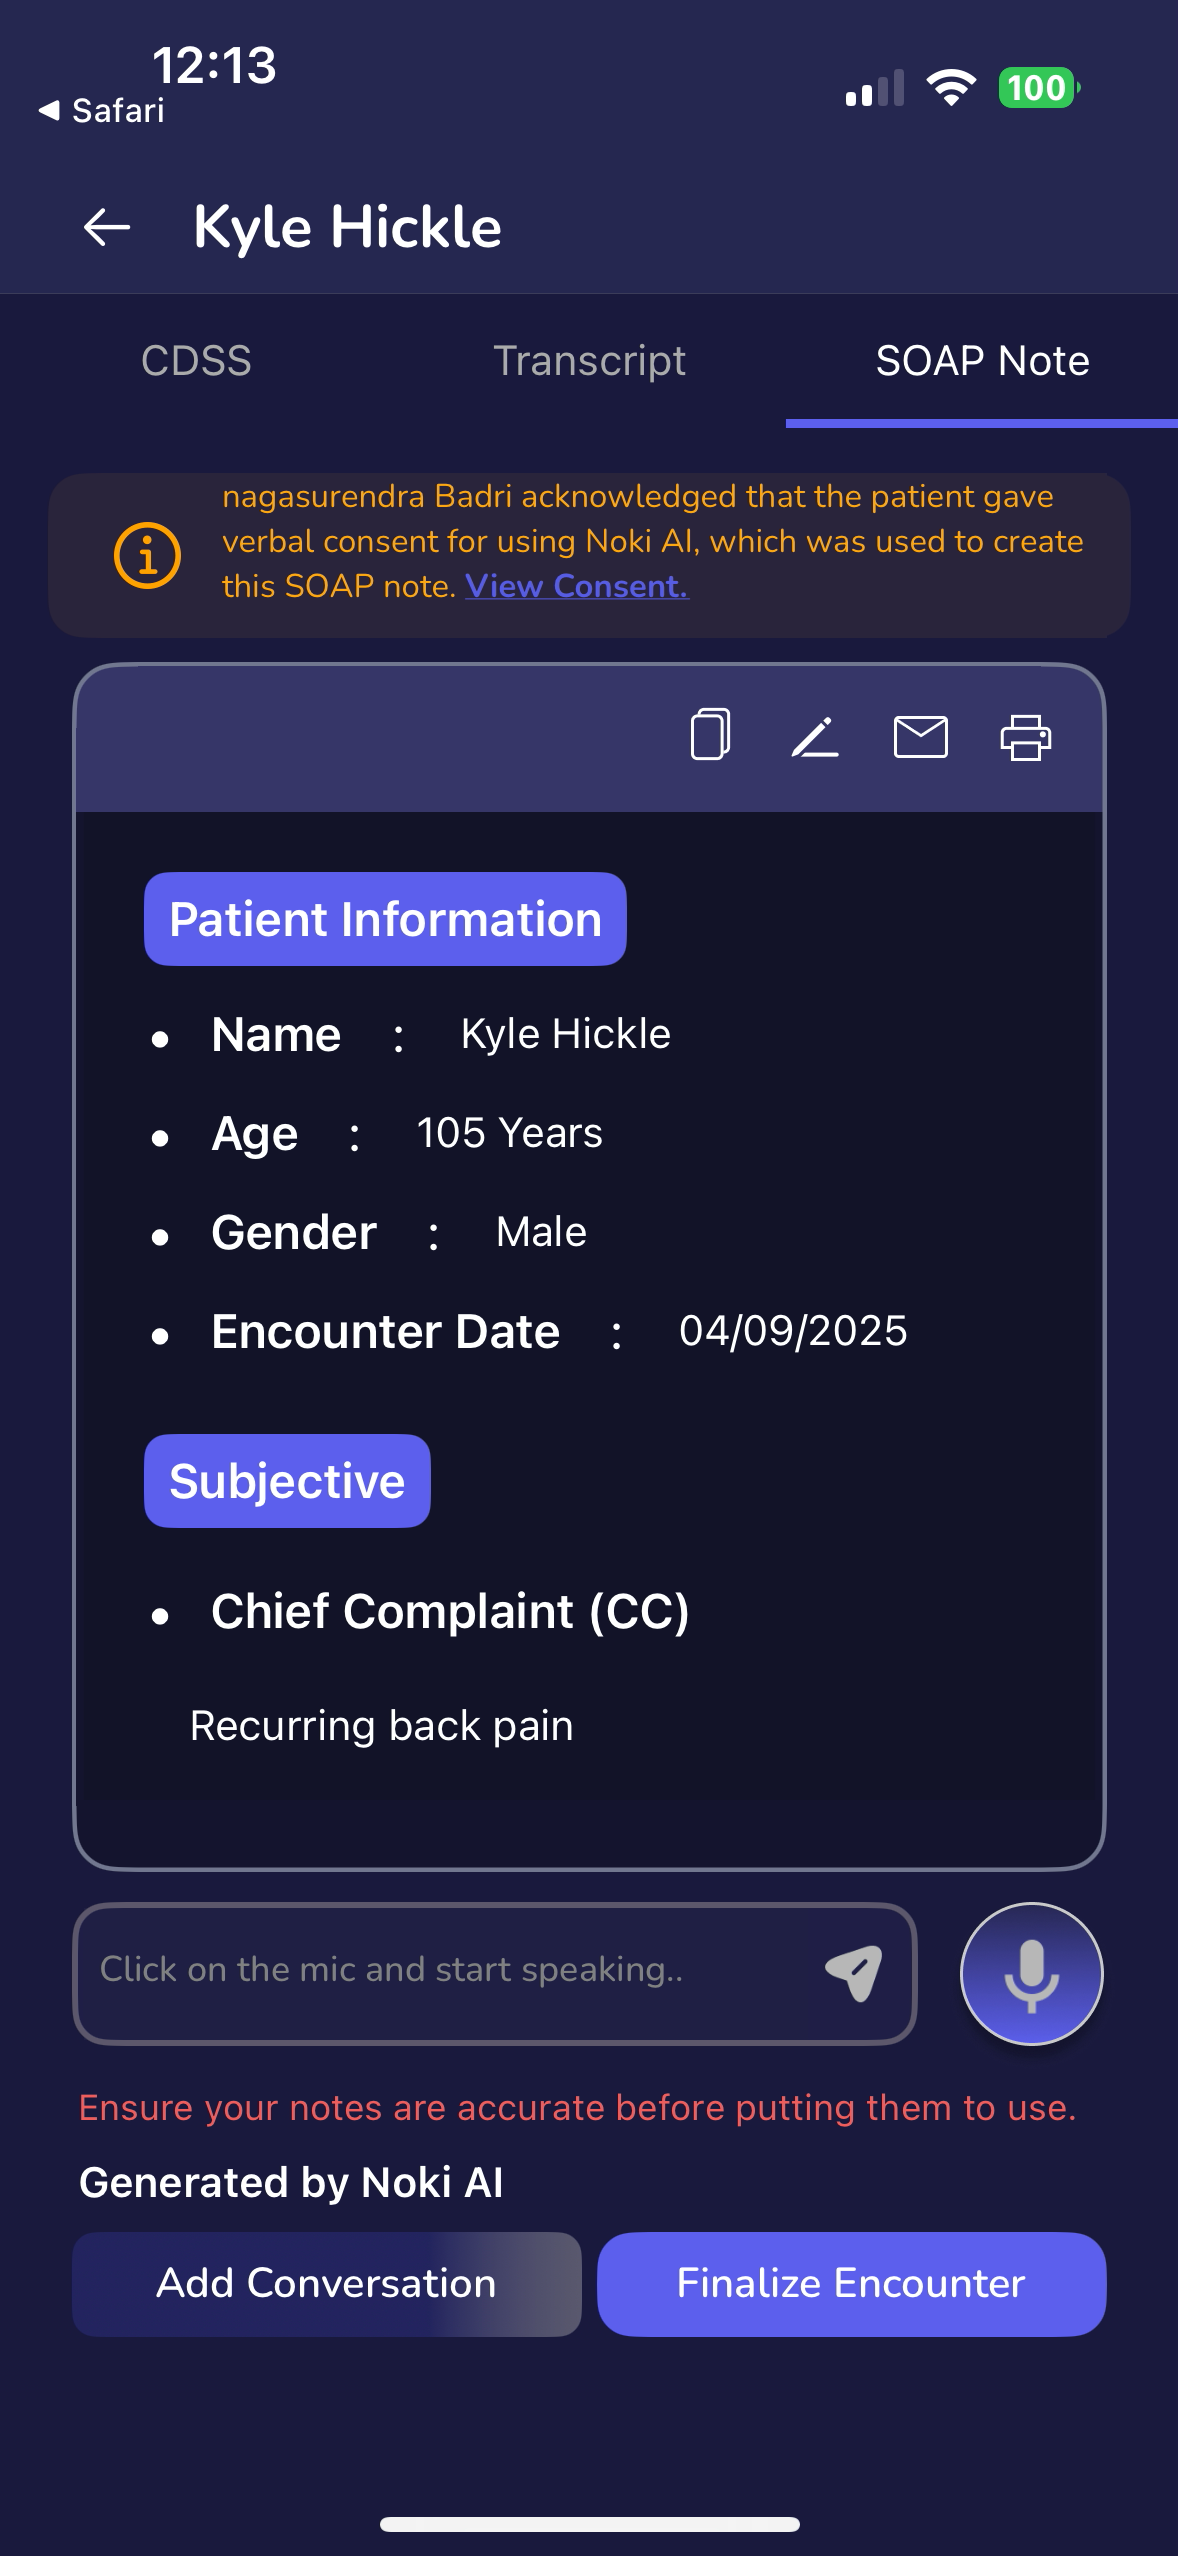 12:13
Safari
100
Kyle Hickle
CDSS
Transcript
SOAP Note
nagasurendra Badri acknowledged that the patient gave
verbal consent for using Noki AI, which was used to create
this SOAP note. View Consent.
Patient Information
• Name : Kyle Hickle
• Age : 105 Years
• Gender : Male
• Encounter Date : 04/09/2025
Subjective
• Chief Complaint (CC)
Recurring back pain
Click on the mic and start speaking..
Ensure your notes are accurate before putting them to use.
Generated by Noki AI
Add Conversation
Finalize Encounter